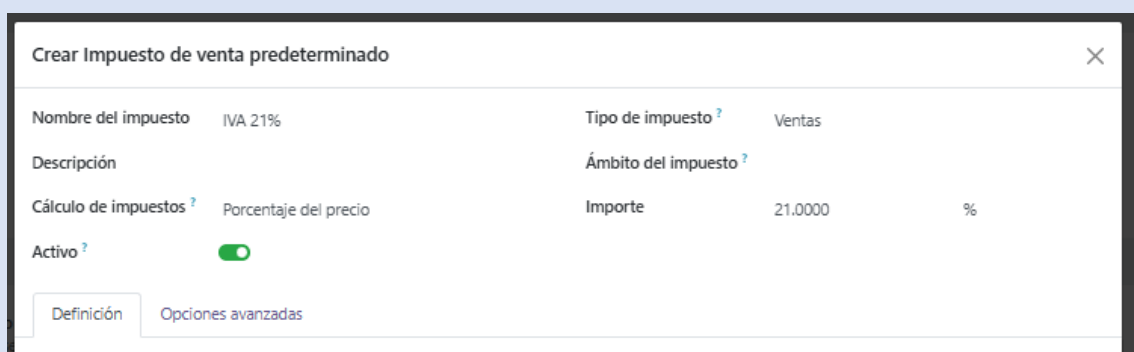 Crear Impuesto de venta predeterminado
Nombre del impuesto IVA 21% Tipo de impuesto ? Ventas
Descripción Ámbito del impuesto ?
Cálculo de impuestos ? Porcentaje del precio Importe 21.0000 %
Activo ?
Definición Opciones avanzadas